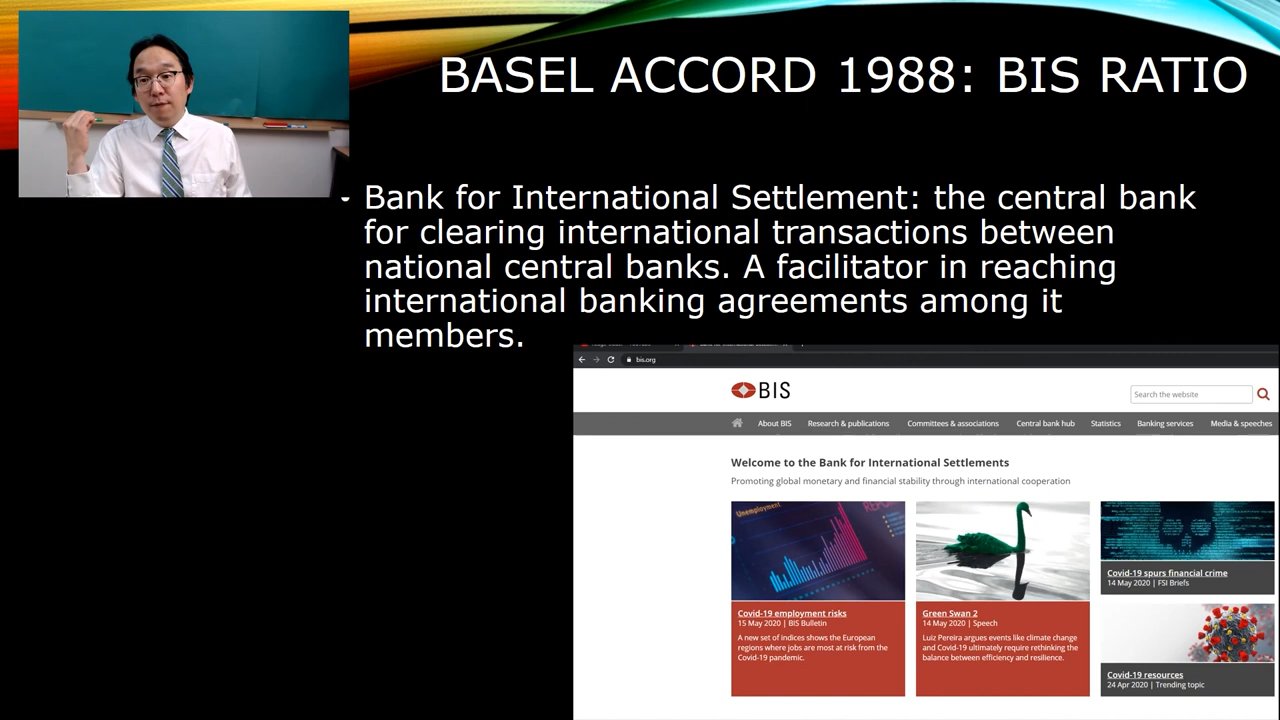 BASEL ACCORD 1988: BIS RATIO
Bank for International Settlement: the central bank
for clearing international transactions between
national central banks. A facilitator in reaching
international banking agreements among it
members.
bis.org
BIS
Search the website
About BIS Research & publications Committees & associations Central bank hub Statistics Banking services Media & speeches
Welcome to the Bank for International Settlements
Promoting global monetary and financial stability through international cooperation
Unemployment
Covid-19 employment risks
15 May 2020 | BIS Bulletin
A new set of indices shows the European
regions where jobs are most at risk from the
Covid-19 pandemic.
Green Swan 2
14 May 2020 | Speech
Luiz Pereira argues events like climate change
and Covid-19 ultimately require rethinking the
balance between efficiency and resilience.
Covid-19 spurs financial crime
14 May 2020 | FSI Briefs
Covid-19 resources
24 Apr 2020 | Trending topic